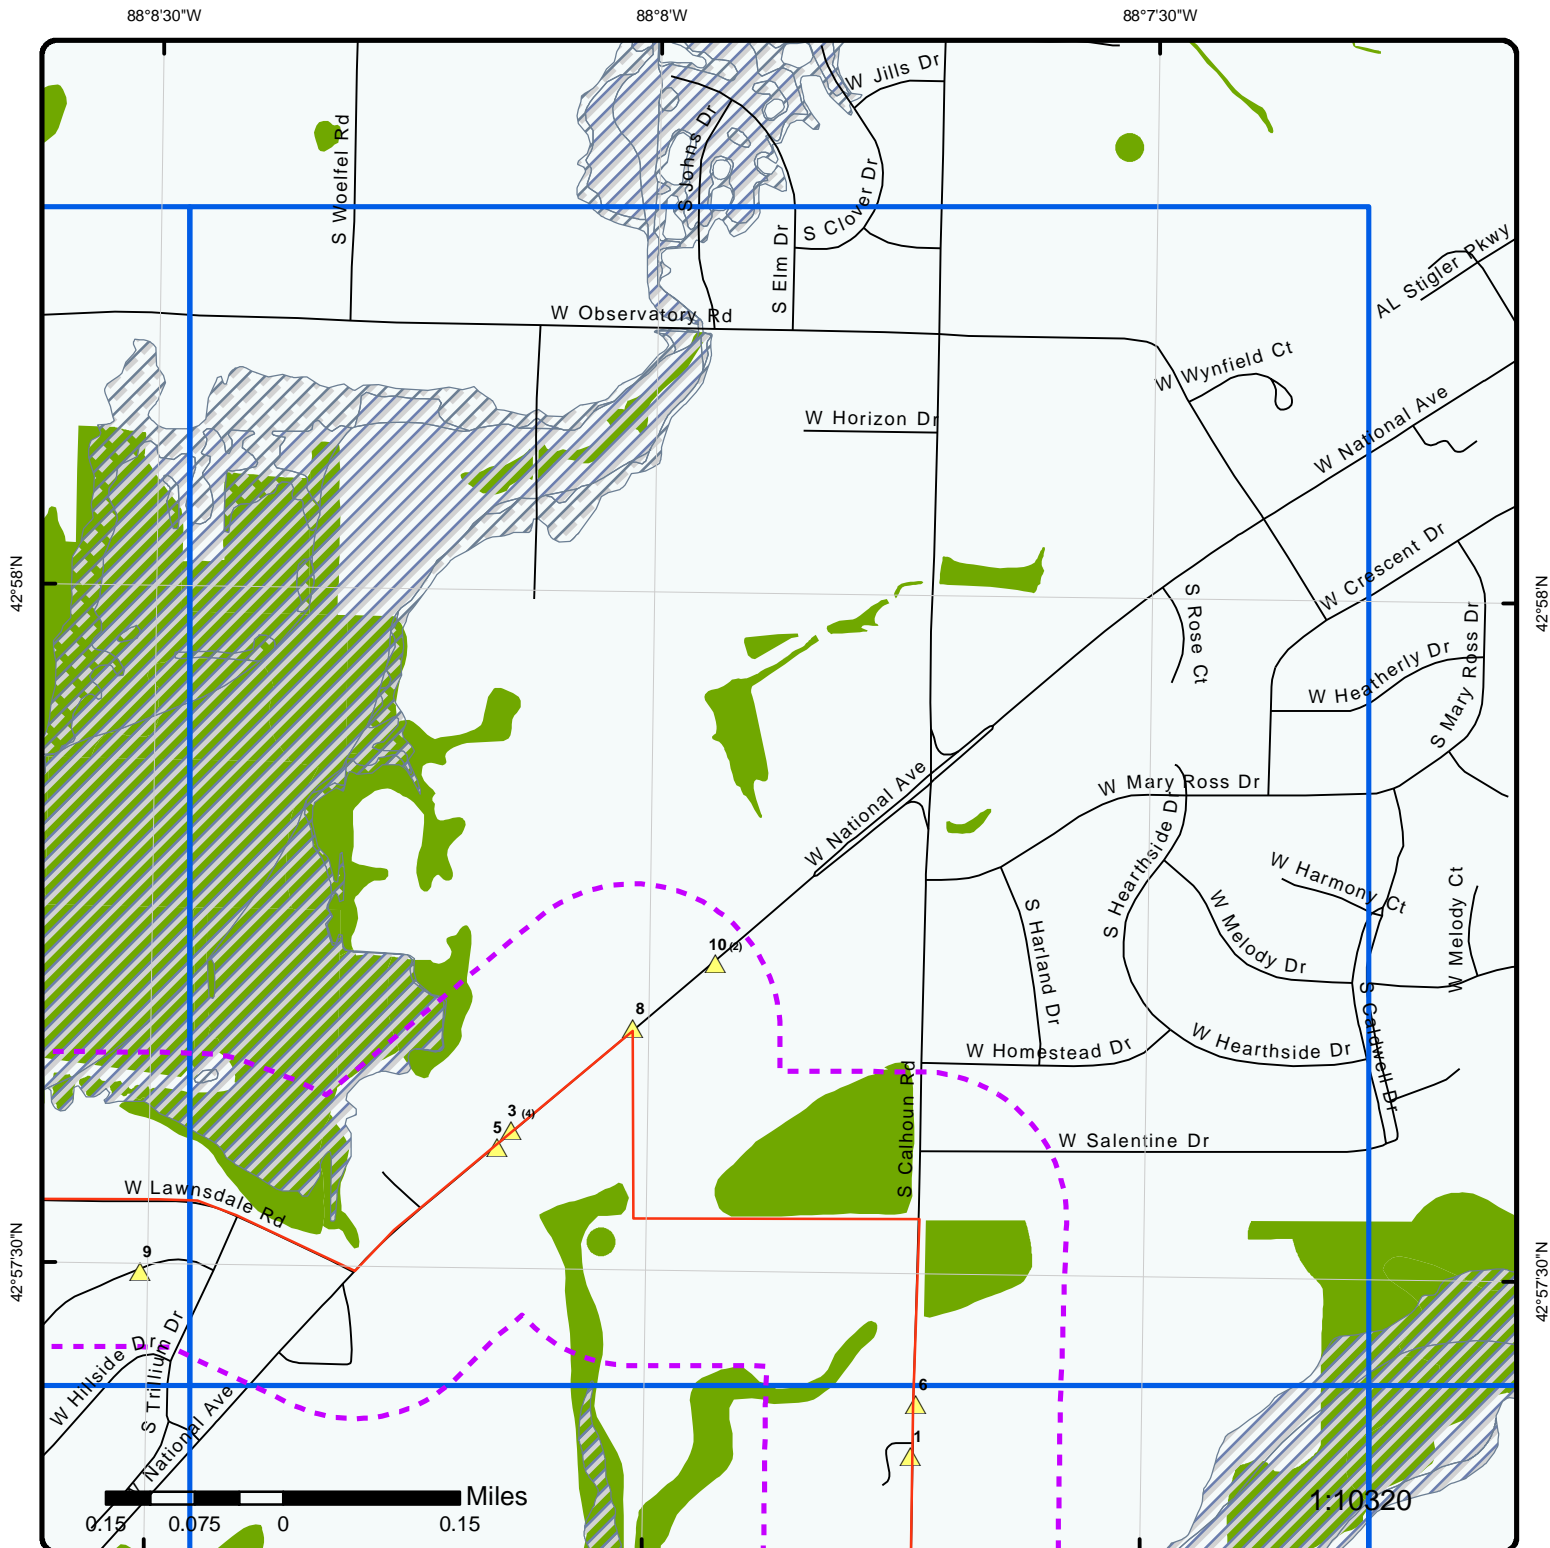 88°8'30"W
88°8'W
88°7'30"W
W Jills Dr
S Johns Dr
S Woelfel Rd
S Clover Dr
S Elm Dr
AL Stigler Pkwy
W Observatory Rd
W Wynfield Ct
W Horizon Dr
W National Ave
W Crescent Dr
42°58'N
42°58'N
S Rose Ct
S Mary Ross Dr
W Heatherly Dr
W Mary Ross Dr
W National Ave
S Hearthside Dr
W Harmony Ct
W Melody Ct
S Harland Dr
W Melody Dr
10 (2)
8
S Caldwell Dr
W Homestead Dr
W Hearthside Dr
S Calhoun Rd
3 (4)
5
W Salentine Dr
W Lawnsdale Rd
9
42°57'30"N
42°57'30"N
W Hillside Dr
S Trillium Dr
W National Ave
6
1
Miles
0.15
0.075
0
0.15
1:10320